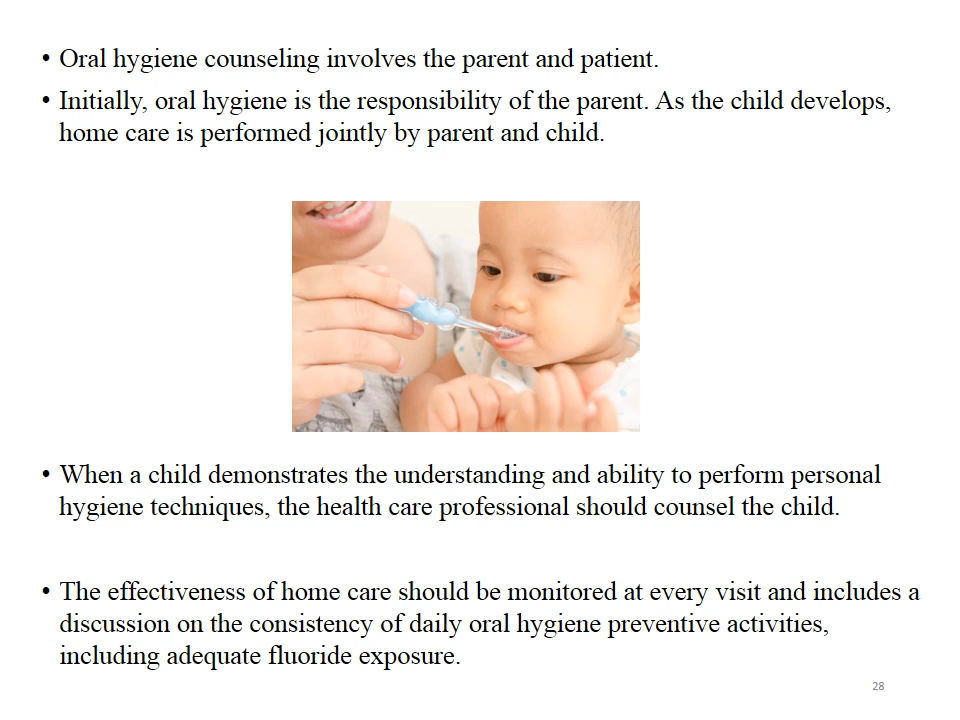 • Oral hygiene counseling involves the parent and patient.
• Initially, oral hygiene is the responsibility of the parent. As the child develops,
home care is performed jointly by parent and child.
• When a child demonstrates the understanding and ability to perform personal
hygiene techniques, the health care professional should counsel the child.
• The effectiveness of home care should be monitored at every visit and includes a
discussion on the consistency of daily oral hygiene preventive activities,
including adequate fluoride exposure.
28